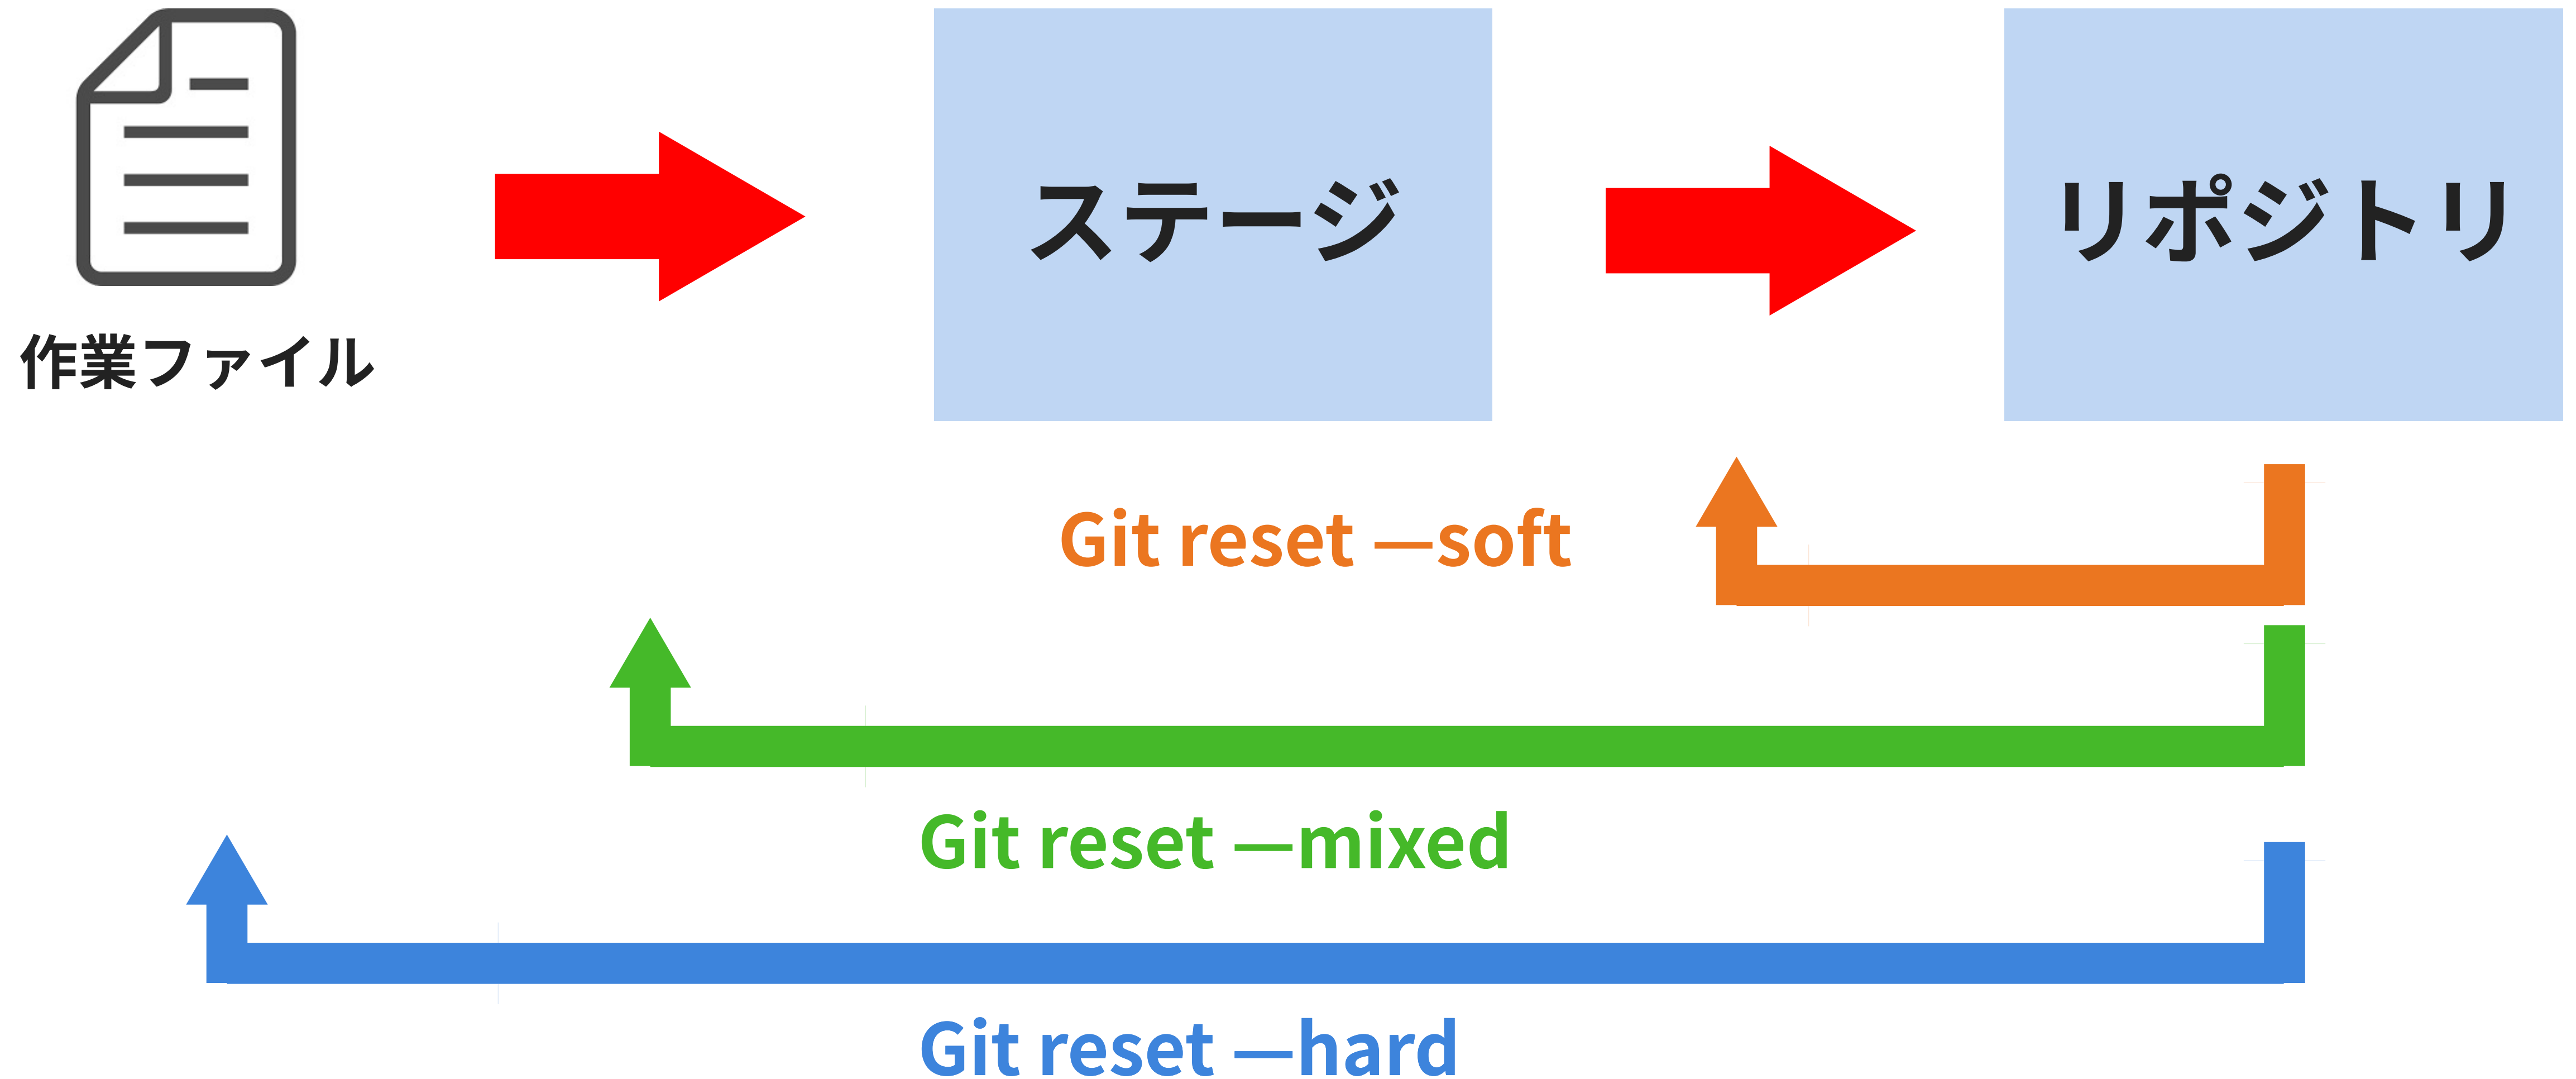 ステージ
リポジトリ
作業ファイル
Git reset —soft
Git reset —mixed
Git reset —hard